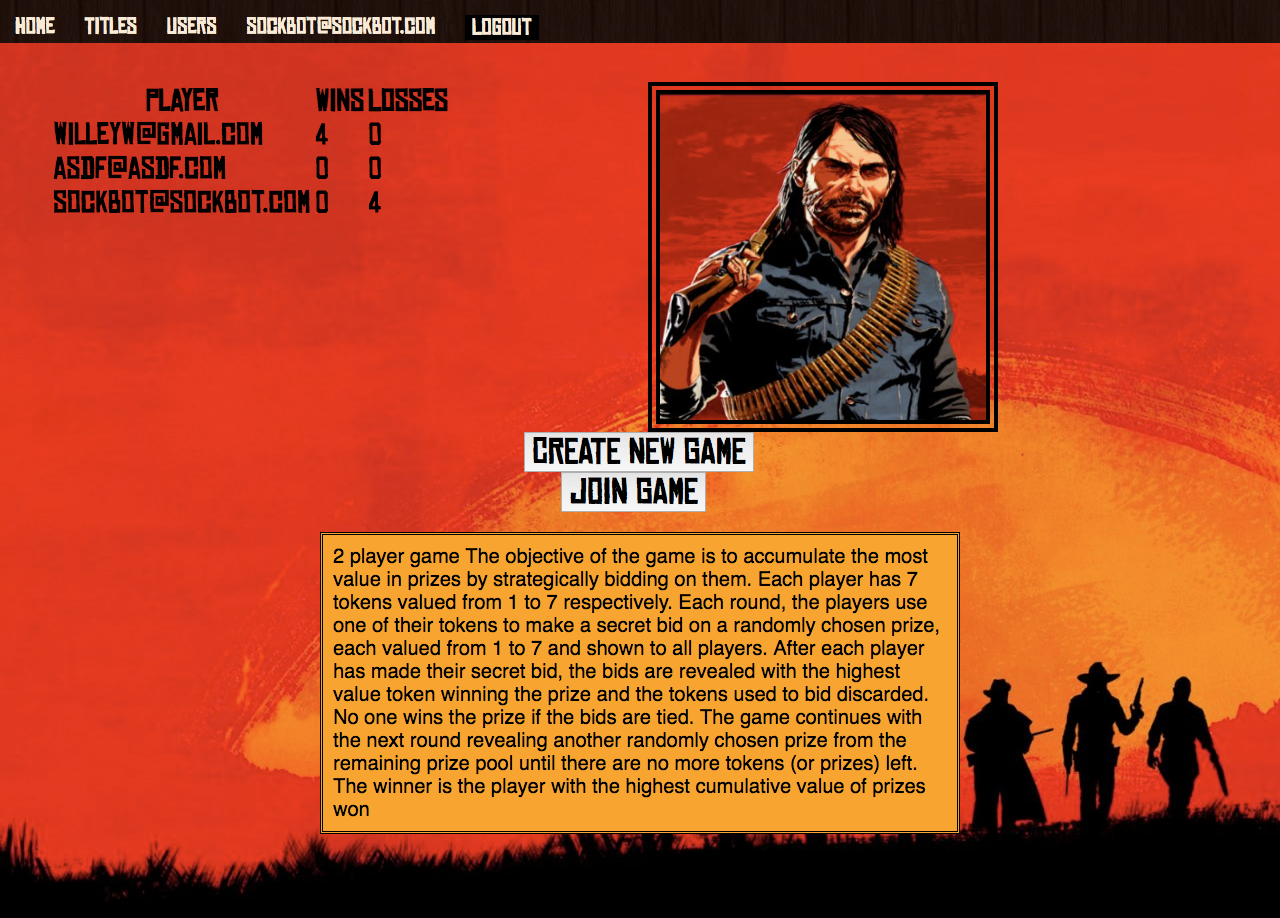 HOME TITLES USERS SOCKBOT@SOCKBOT.COM LOGOUT
PLAYER WINS LOSSES
WILLEYW@GMAIL.COM 4 0
ASDF@ASDF.COM 0 0
SOCKBOT@SOCKBOT.COM 0 4
CREATE NEW GAME
JOIN GAME
2 player game The objective of the game is to accumulate the most
value in prizes by strategically bidding on them. Each player has 7
tokens valued from 1 to 7 respectively. Each round, the players use
one of their tokens to make a secret bid on a randomly chosen prize,
each valued from 1 to 7 and shown to all players. After each player
has made their secret bid, the bids are revealed with the highest
value token winning the prize and the tokens used to bid discarded.
No one wins the prize if the bids are tied. The game continues with
the next round revealing another randomly chosen prize from the
remaining prize pool until there are no more tokens (or prizes) left.
The winner is the player with the highest cumulative value of prizes
won